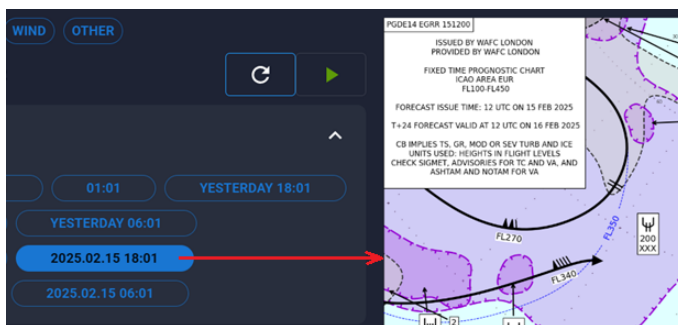 WIND
OTHER
01:01
YESTERDAY 18:01
YESTERDAY 06:01
2025.02.15 18:01
2025.02.15 06:01
PGDE14 EGRR 151200
ISSUED BY WAFC LONDON
PROVIDED BY WAFC LONDON
FIXED TIME PROGNOSTIC CHART
ICAO AREA EUR
FL100-FL450
FORECAST ISSUE TIME: 12 UTC ON 15 FEB 2025
T+24 FORECAST VALID AT 12 UTC ON 16 FEB 2025
CB IMPLIES TS, GR, MOD OR SEV TURB AND ICE
UNITS USED: HEIGHTS IN FLIGHT LEVELS
CHECK SIGMET, ADVISORIES FOR TC AND VA, AND
ASHTAM AND NOTAM FOR VA
FL270
FL350
200
XXX
FL340
2